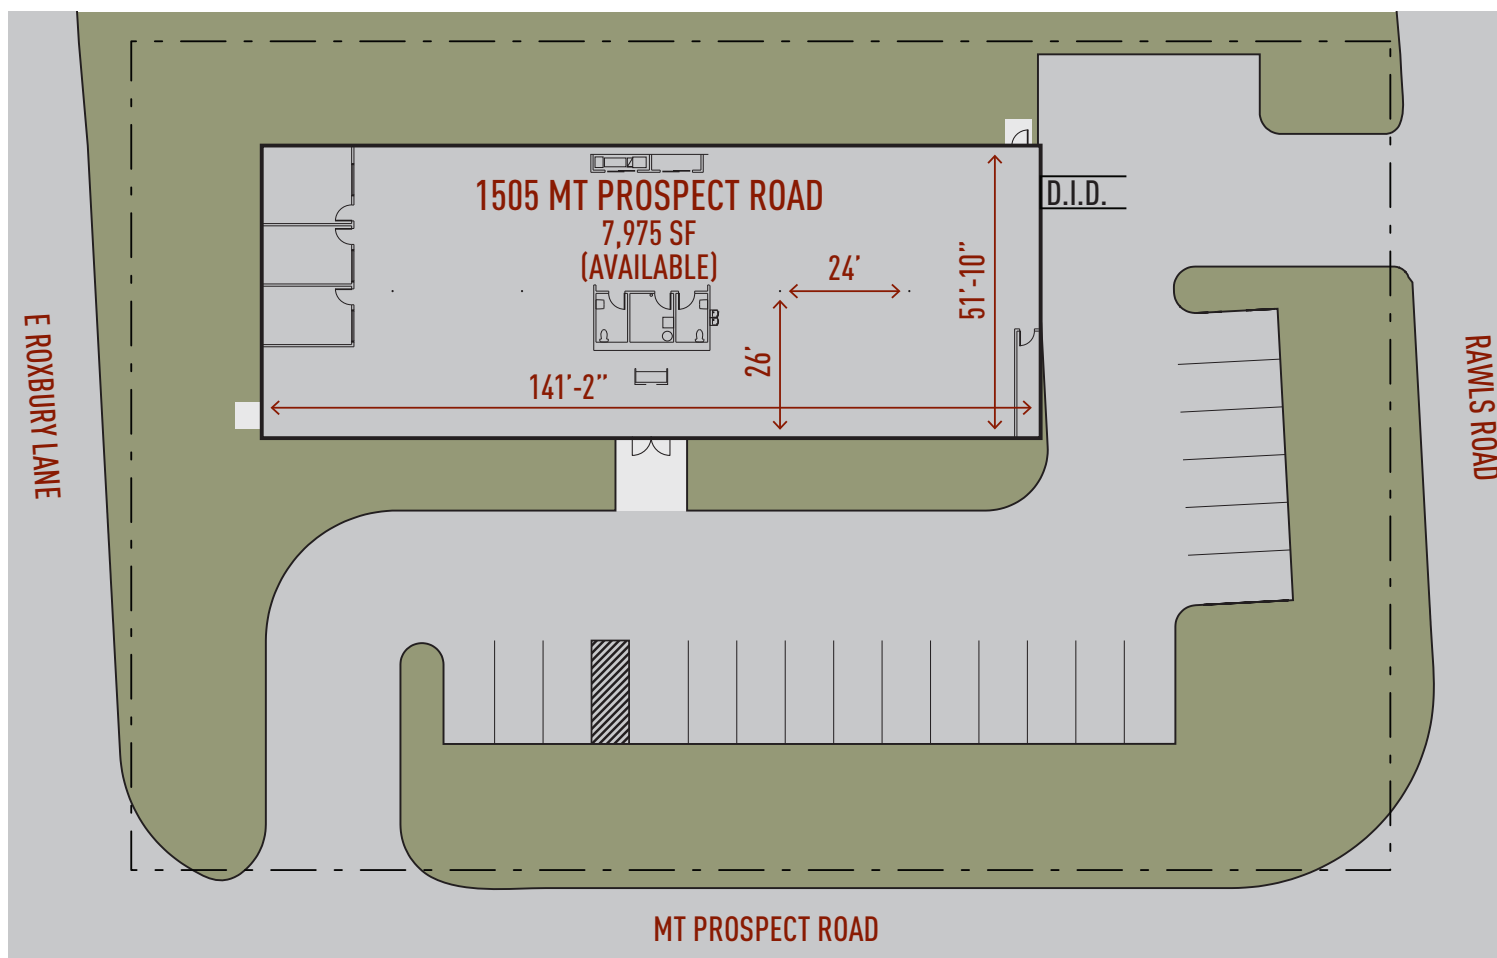 1505 MT PROSPECT ROAD
7,975 SF
(AVAILABLE)
D.I.D.
24'
51'-10"
26'
141'-2"
E ROXBURY LANE
RAWLS ROAD
MT PROSPECT ROAD